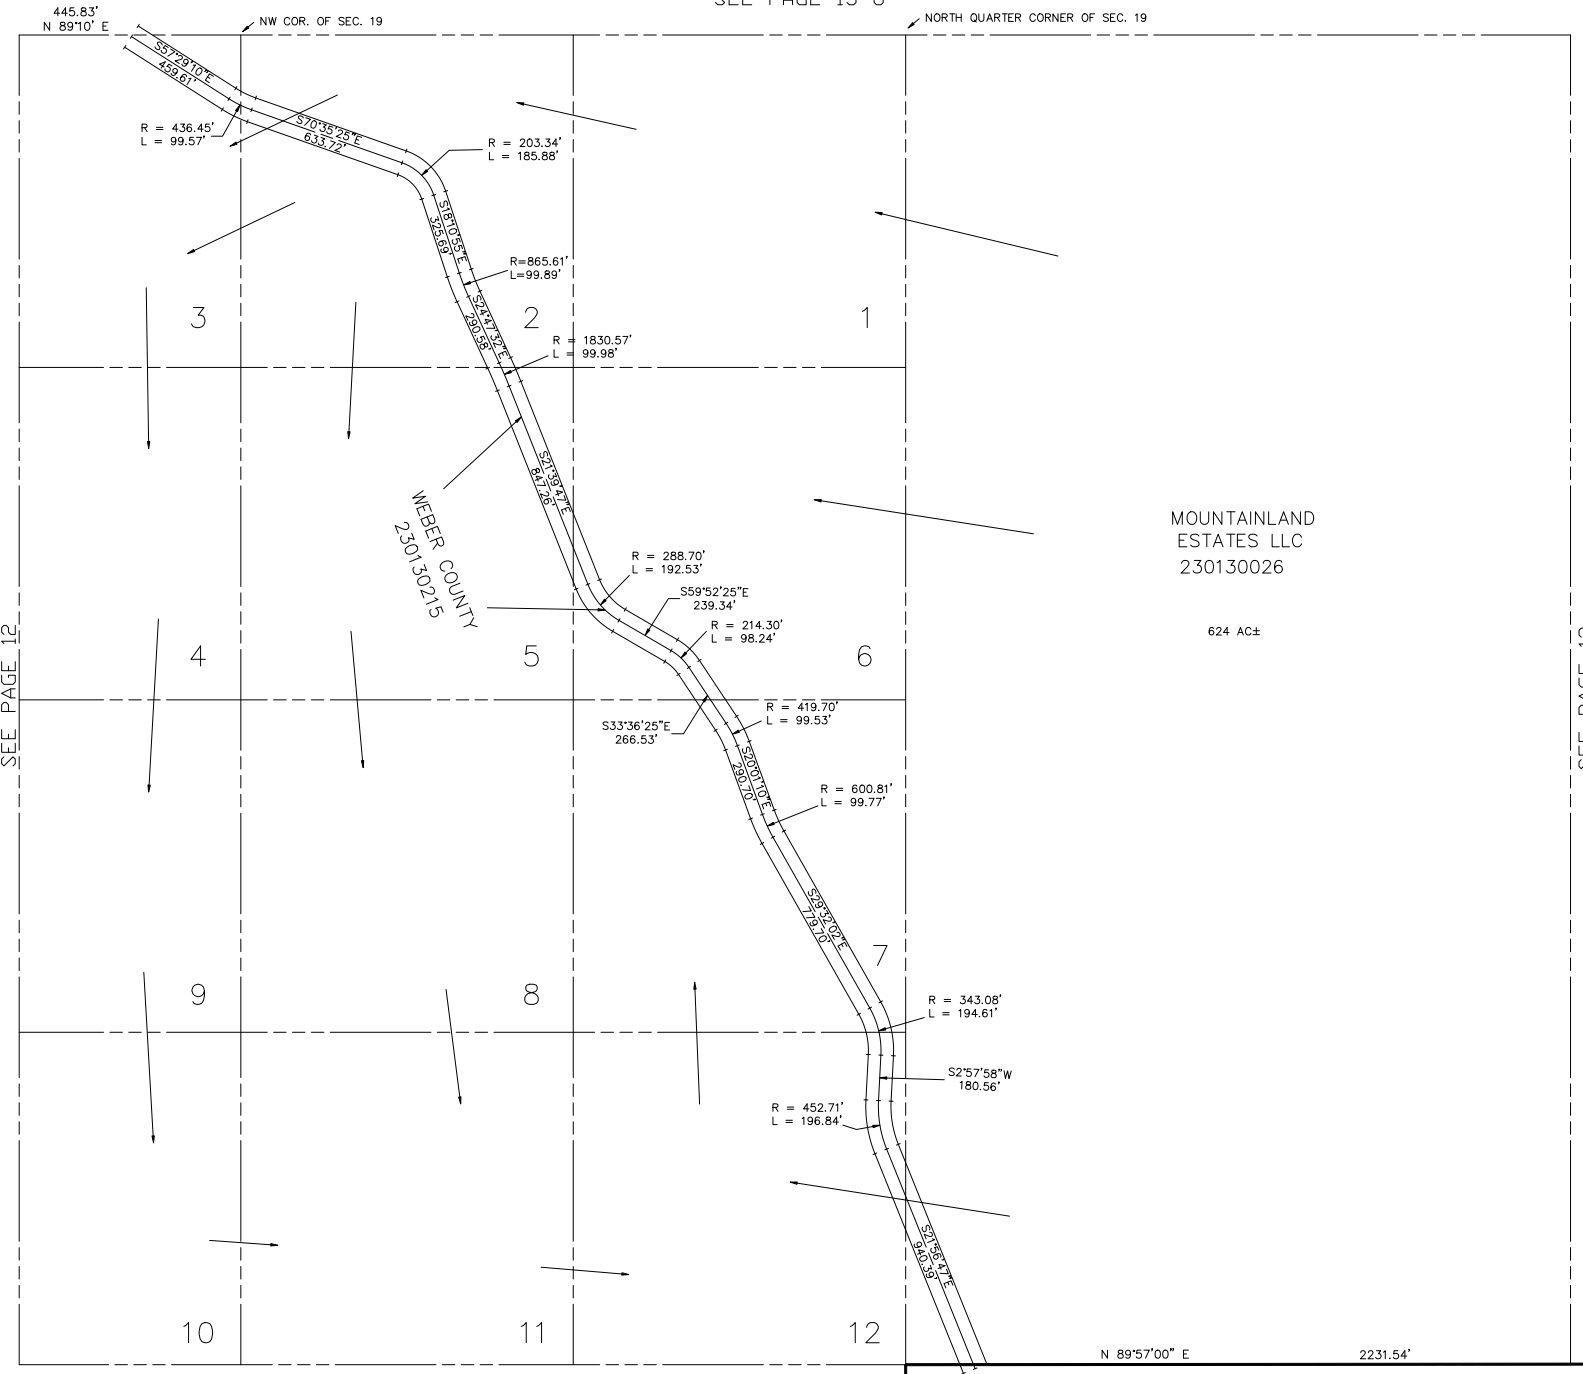 SEE PAGE 13-6
445.83'
N 89°10' E
NW COR. OF SEC. 19
NORTH QUARTER CORNER OF SEC. 19
S57°29'10"E
459.61'
R = 436.45'
L = 99.57'
S70°35'25"E
633.72'
R = 203.34'
L = 185.88'
S18°10'55"E
325.69'
R=865.61'
L=99.89'
3
2
1
S24°47'32"E
290.58'
R = 1830.57'
L = 99.98'
S21°39'47"E
847.26'
WEBER COUNTY
230130215
MOUNTAINLAND
ESTATES LLC
230130026
624 AC±
R = 288.70'
L = 192.53'
S59°52'25"E
239.34'
R = 214.30'
L = 98.24'
SEE PAGE 12
4
5
6
R = 419.70'
L = 99.53'
S33°36'25"E
266.53'
S20°01'10"E
290.70'
R = 600.81'
L = 99.77'
S29°32'02"E
779.70'
7
9
8
R = 343.08'
L = 194.61'
S2°57'58"W
180.56'
R = 452.71'
L = 196.84'
S21°56'47"E
940.39'
10
11
12
N 89°57'00" E
2231.54'